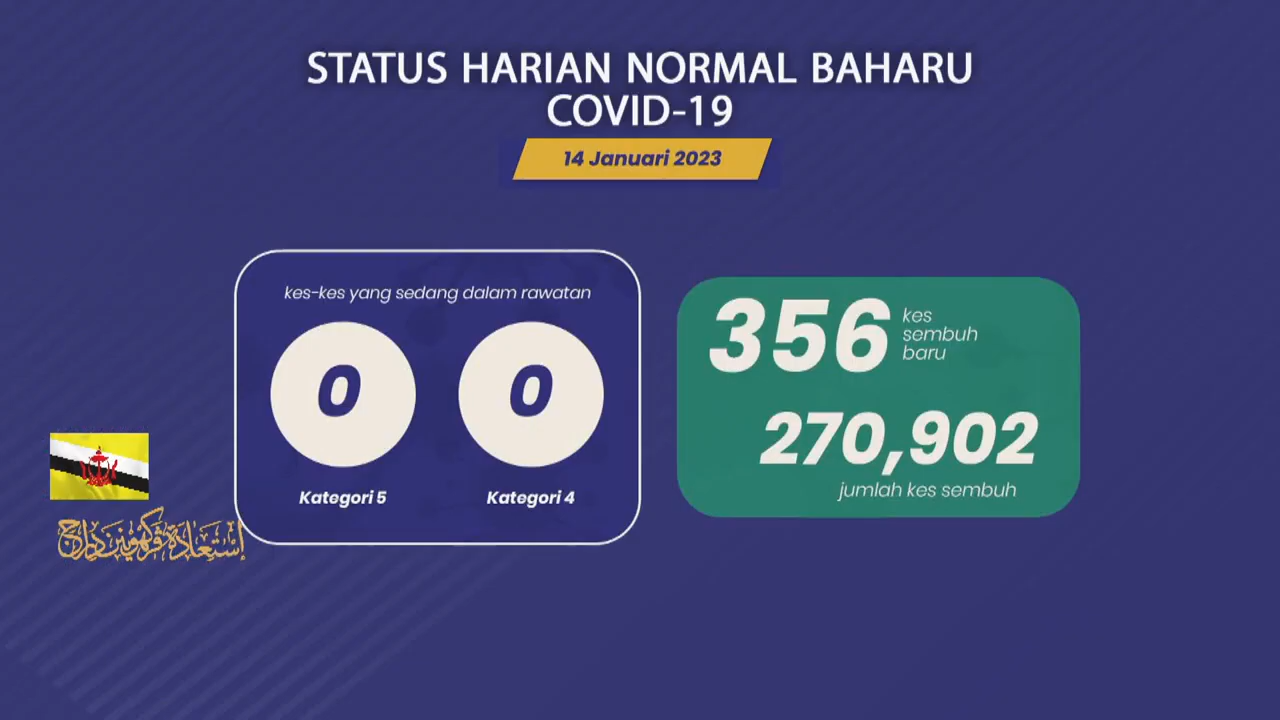 STATUS HARIAN NORMAL BAHARU
COVID-19
14 Januari 2023
kes-kes yang sedang dalam rawatan
0
0
Kategori 5
Kategori 4
356
kes
sembuh
baru
270,902
jumlah kes sembuh